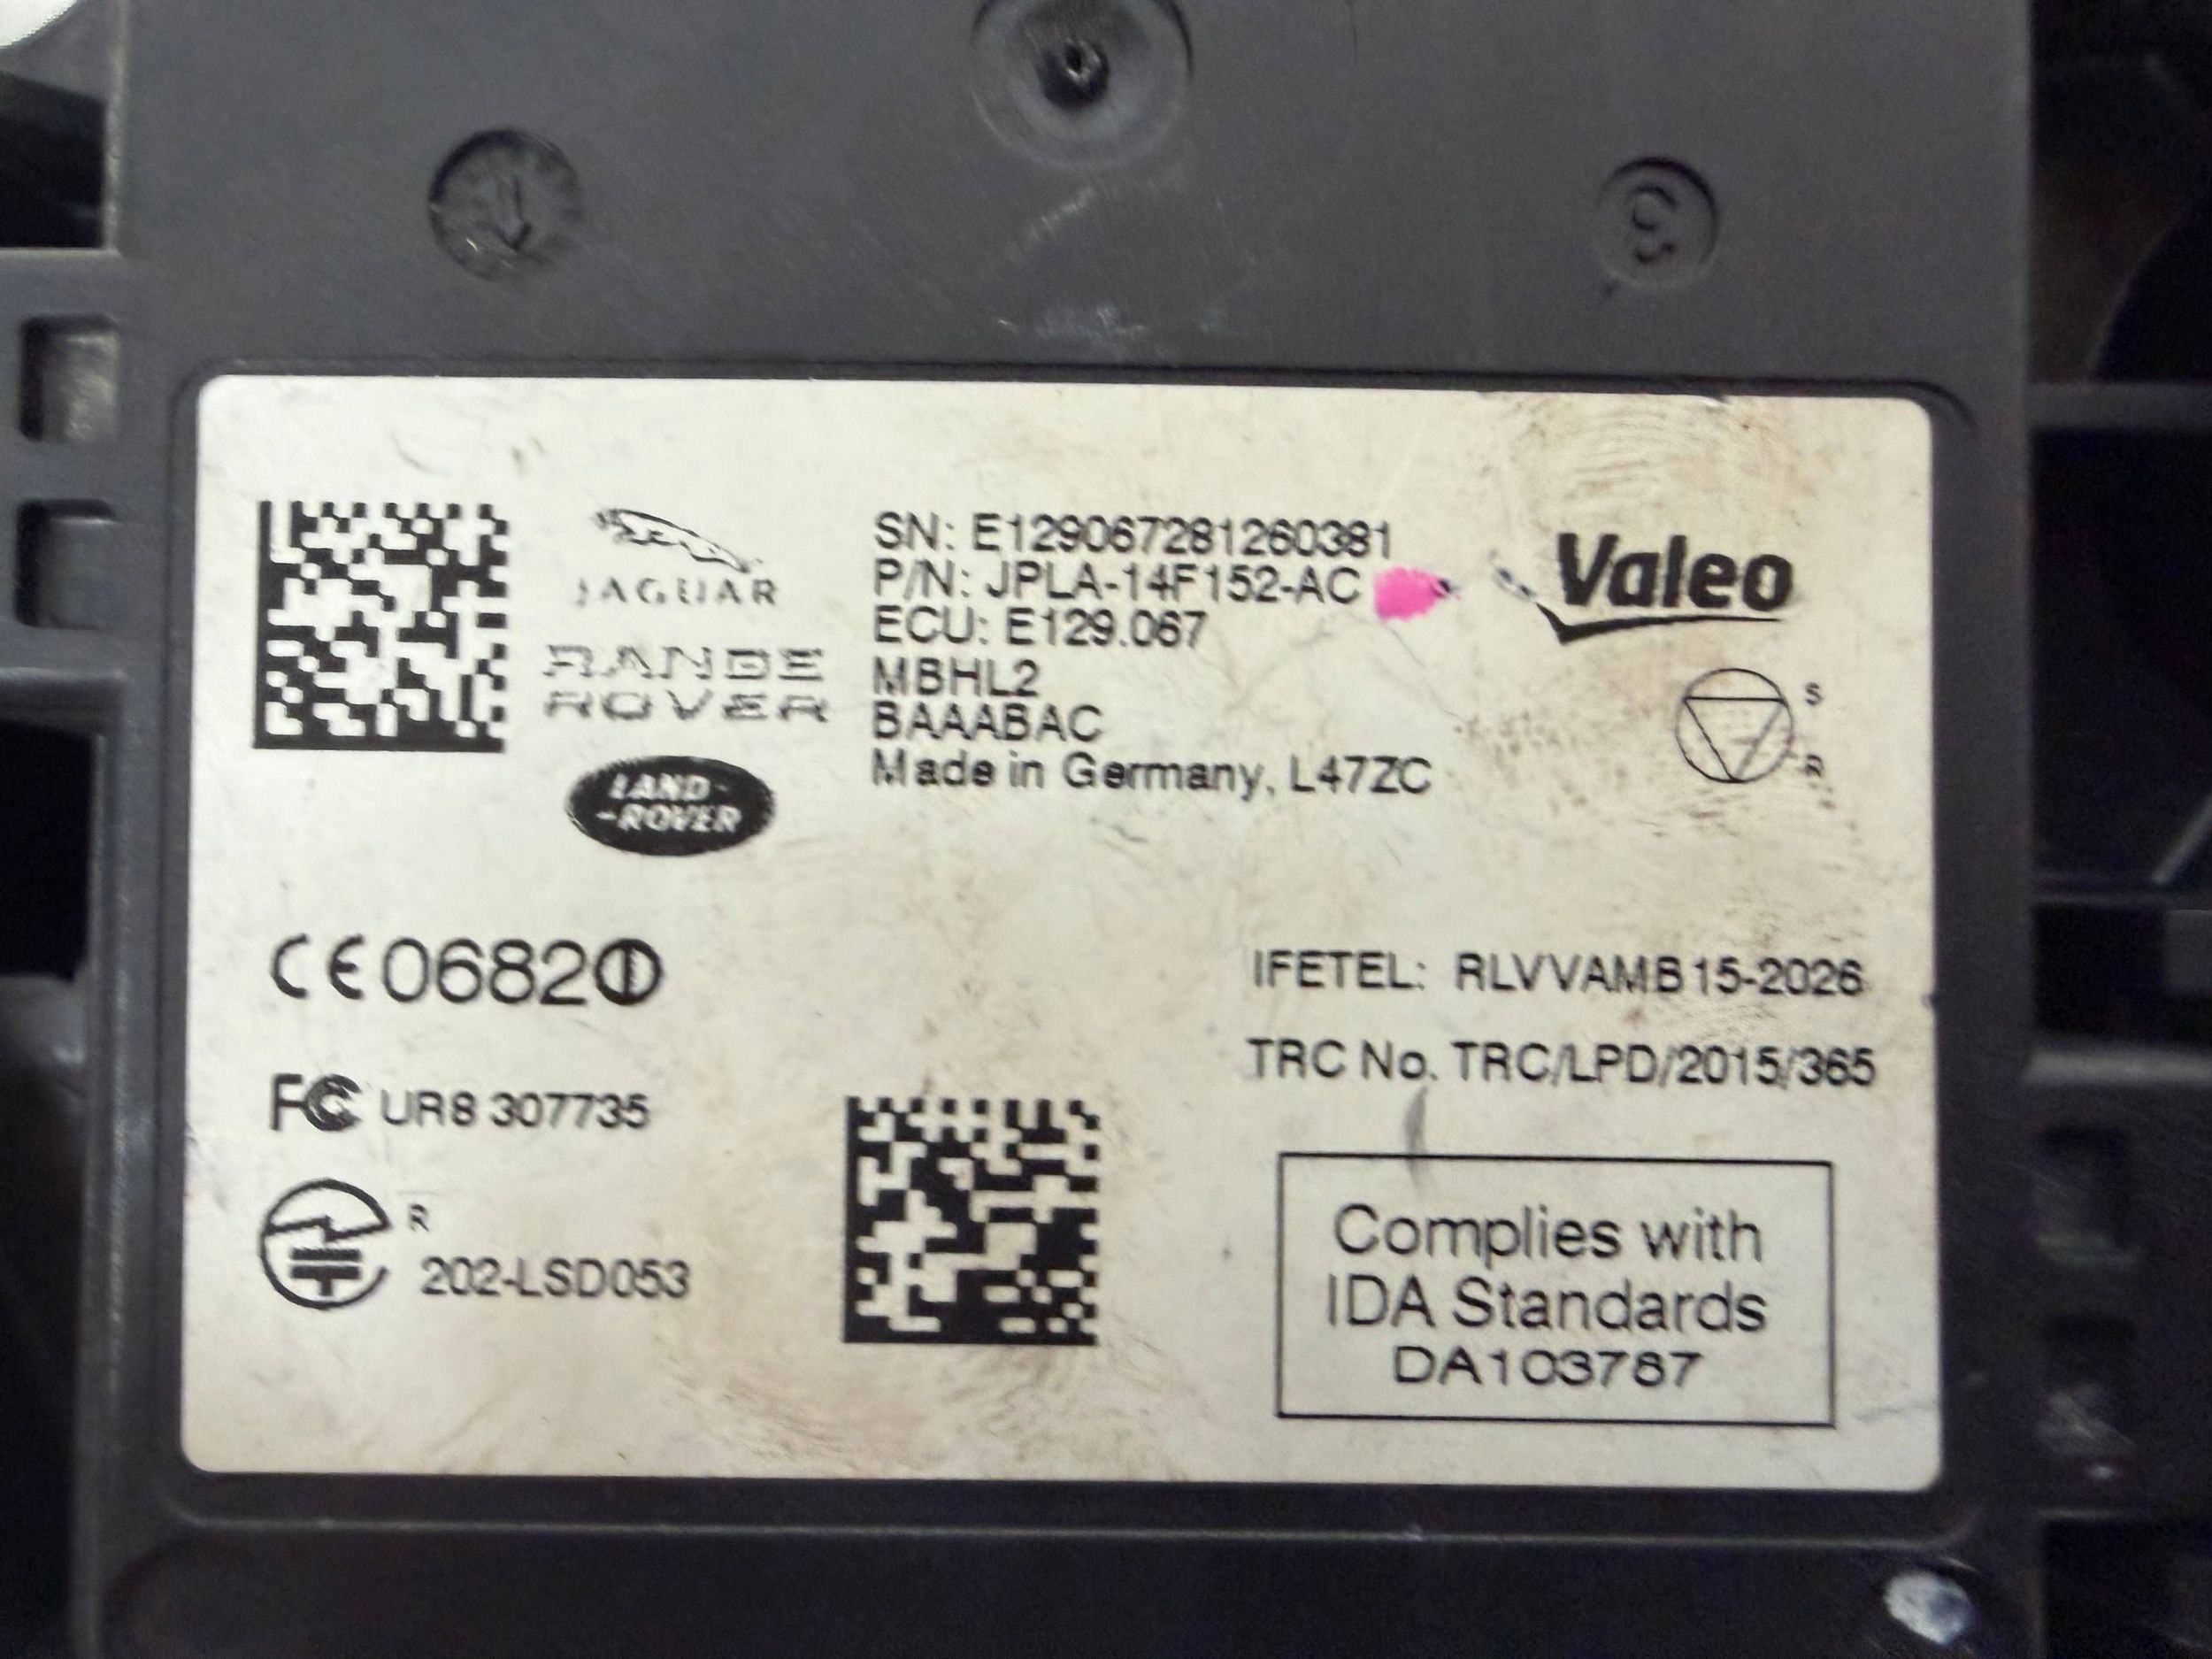 JAGUAR
RANGE
ROVER
LAND-
-ROVER
SN: E129067281260381
P/N: JPLA-14F152-AC
ECU: E129.067
MBHL2
BAAABAC
Made in Germany, L47ZC
Valeo
S
R
CE0682
FC UR8 307735
R
202-LSD053
IFETEL: RLVVAMB15-2026
TRC No. TRC/LPD/2015/365
Complies with
IDA Standards
DA103787